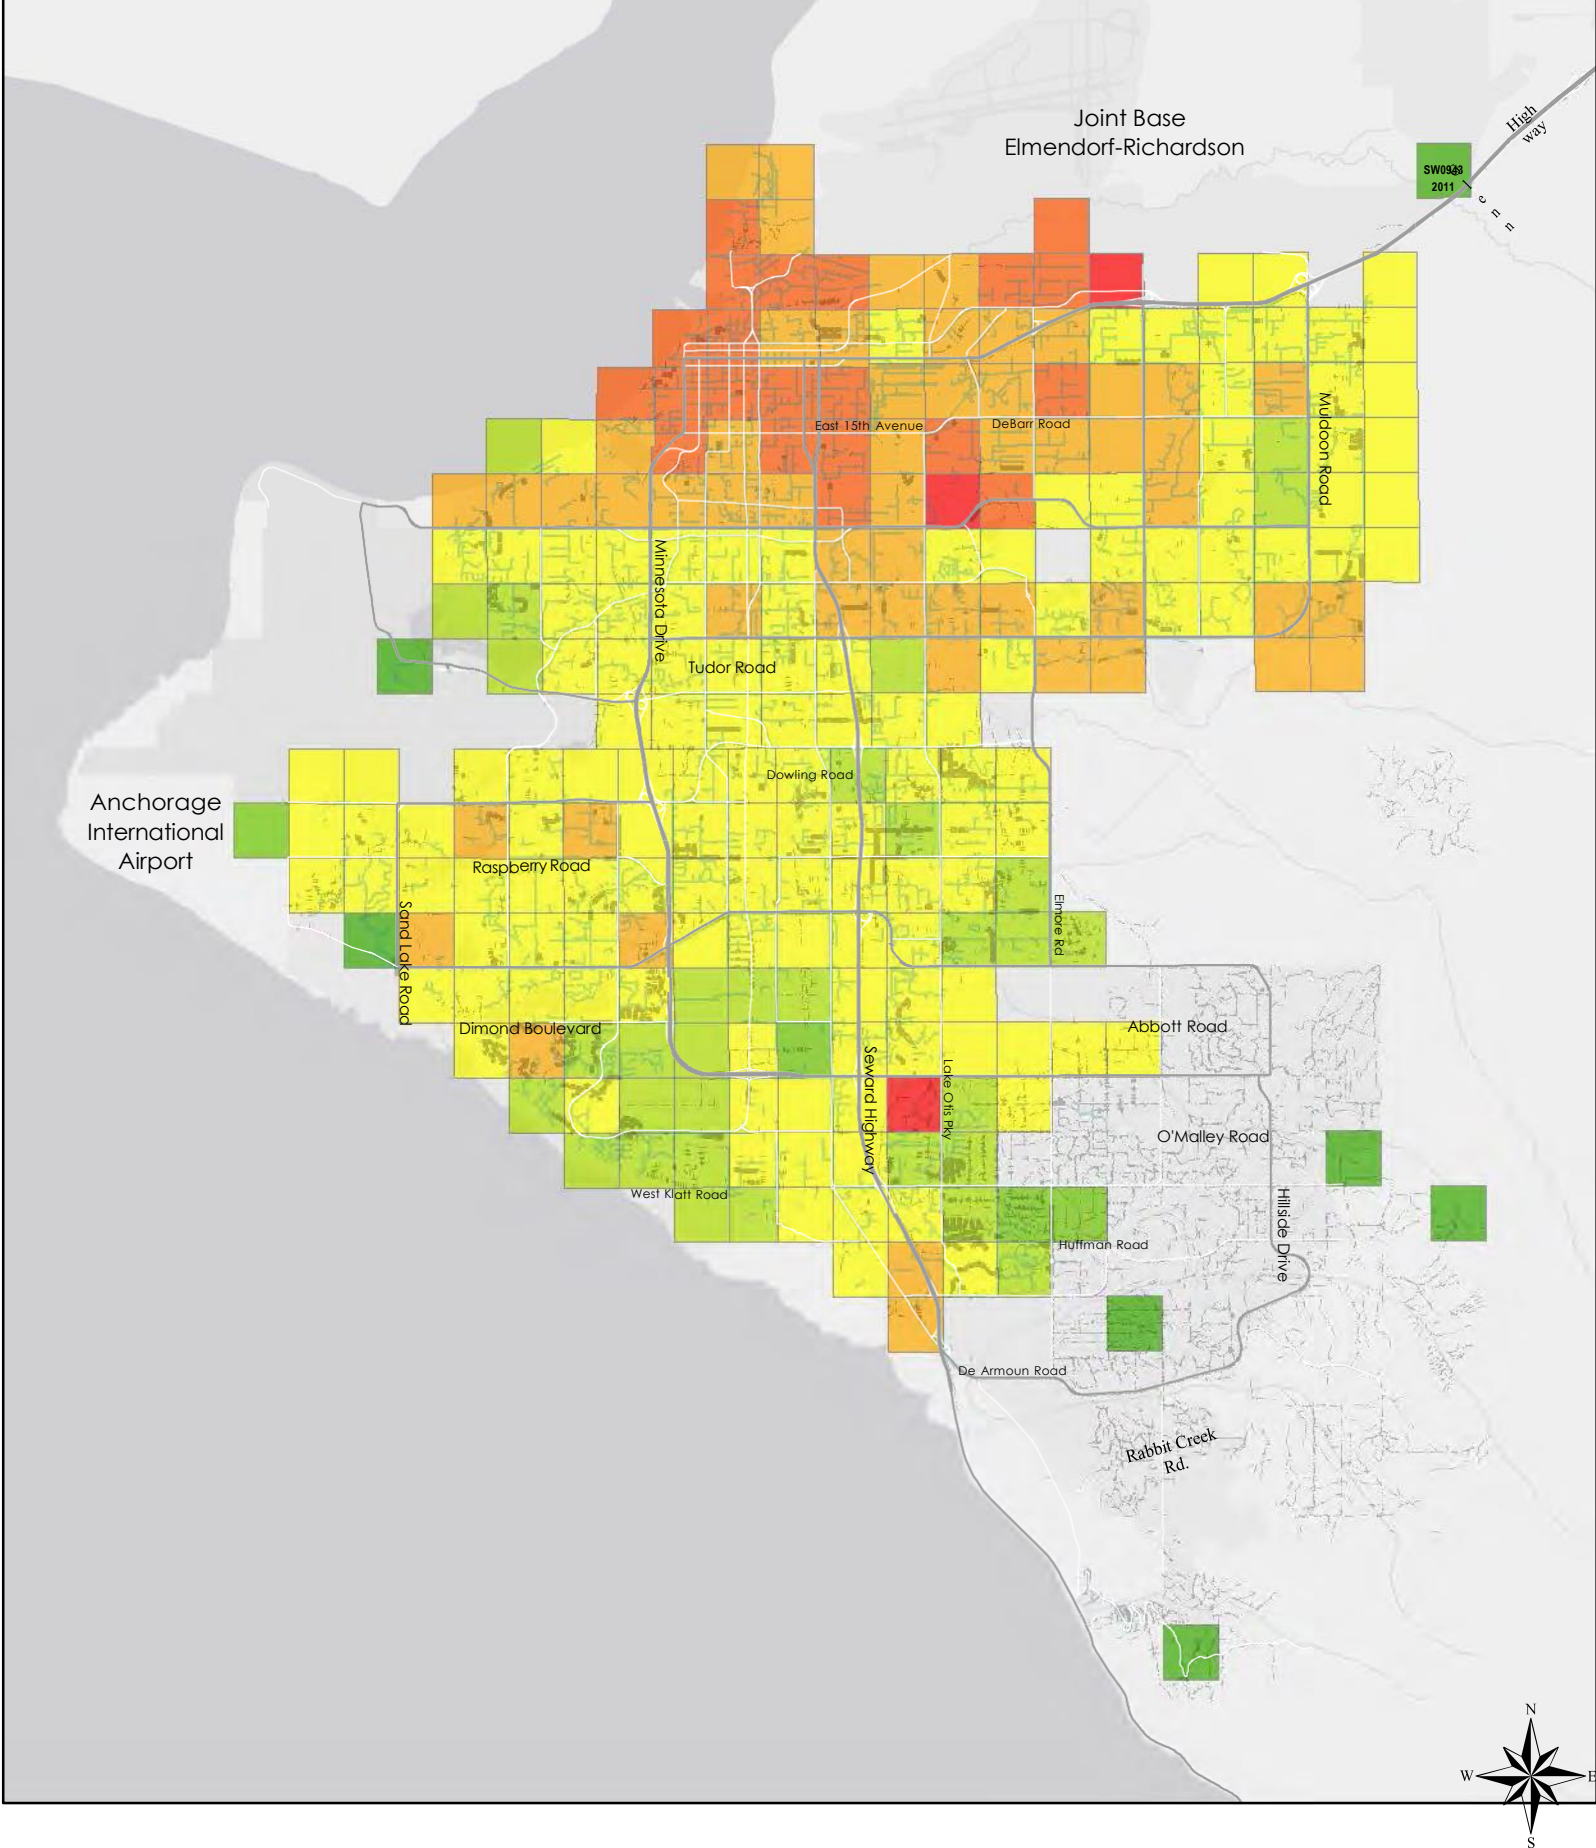 Joint Base
Elmendorf-Richardson
High
way
SW0943
2011
e
n
n
Mudoon Road
East 15th Avenue
DeBarr Road
Minnesota Drive
Tudor Road
Dowling Road
Anchorage
International
Airport
Raspberry Road
Sand Lake Road
Elmore Rd
Dimond Boulevard
Abbott Road
Seward Highway
Lake Otis Pky
O'Malley Road
West Klatt Road
Hillside Drive
Huffman Road
De Armoun Road
Rabbit Creek
Rd.
N
W
E
S